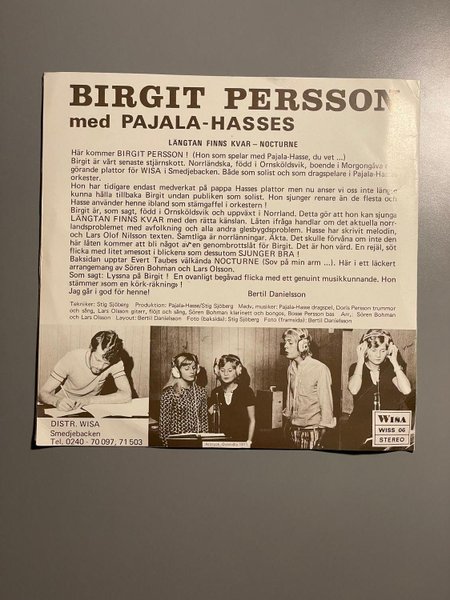 BIRGIT PERSSON
med PAJALA-HASSES
LÄNGTAN FINNS KVAR – NOCTURNE
Här kommer BIRGIT PERSSON ! (Hon som spelar med Pajala-Hasse, du vet ...)
Birgit är vårt senaste stjärnskott. Norrländska, född i Örnsköldsvik, boende i Morgongåva
görande plattor för WISA i Smedjebacken. Både som solist och som dragspelare i Pajala-Hasses
orkester.
Hon har tidigare endast medverkat på pappa Hasses plattor men nu anser vi oss inte längre
kunna hålla tillbaka Birgit undan publiken som solist. Hon sjunger renare än de flesta och
Hasse använder henne ibland som stämgaffel i orkestern !
Birgit är, som sagt, född i Örnsköldsvik och uppväxt i Norrland. Detta gör att hon kan sjunga
LÄNGTAN FINNS KVAR med den rätta känslan. Låten ifråga handlar om det aktuella norr-
landsproblemet med avfolkning och alla andra glesbygdsproblem. Hasse har skrivit melodin,
och Lars Olof Nilsson texten. Samtliga är norrlänningar. Äkta. Det skulle förvåna om inte den
här låten kommer att bli något av en genombrottslåt för Birgit. Det är hon värd. En rejäl, söt
flicka med litet smesost i blicken som dessutom SJUNGER BRA !
Baksidan upptar Evert Taubes välkända NOCTURNE (Sov på min arm ...). Här i ett läckert
arrangemang av Sören Bohman och Lars Olsson.
Som sagt: Lyssna på Birgit ! En ovanligt begåvad flicka med ett genuint musikkunnande. Hon
stämmer som en körk-räkning !
Jag går i god för henne!
Bertil Danielsson
Tekniker: Stig Sjöberg Produktion: Pajala-Hasse/Stig Sjöberg Medv. musiker: Pajala-Hasse dragspel, Doris Persson trummor
och sång, Lars Olsson gitarr, flöjt och sång, Sören Bohman klarinett och bongos, Bosse Persson bas Arr.: Sören Bohman
och Lars Olsson Layout: Bertil Danielsson Foto (baksida): Stig Sjöberg Foto (framsida): Bertil Danielsson
DISTR. WISA
Smedjebacken
Tel. 0240 - 70 097, 71 503
WISA
WISS 06
STEREO